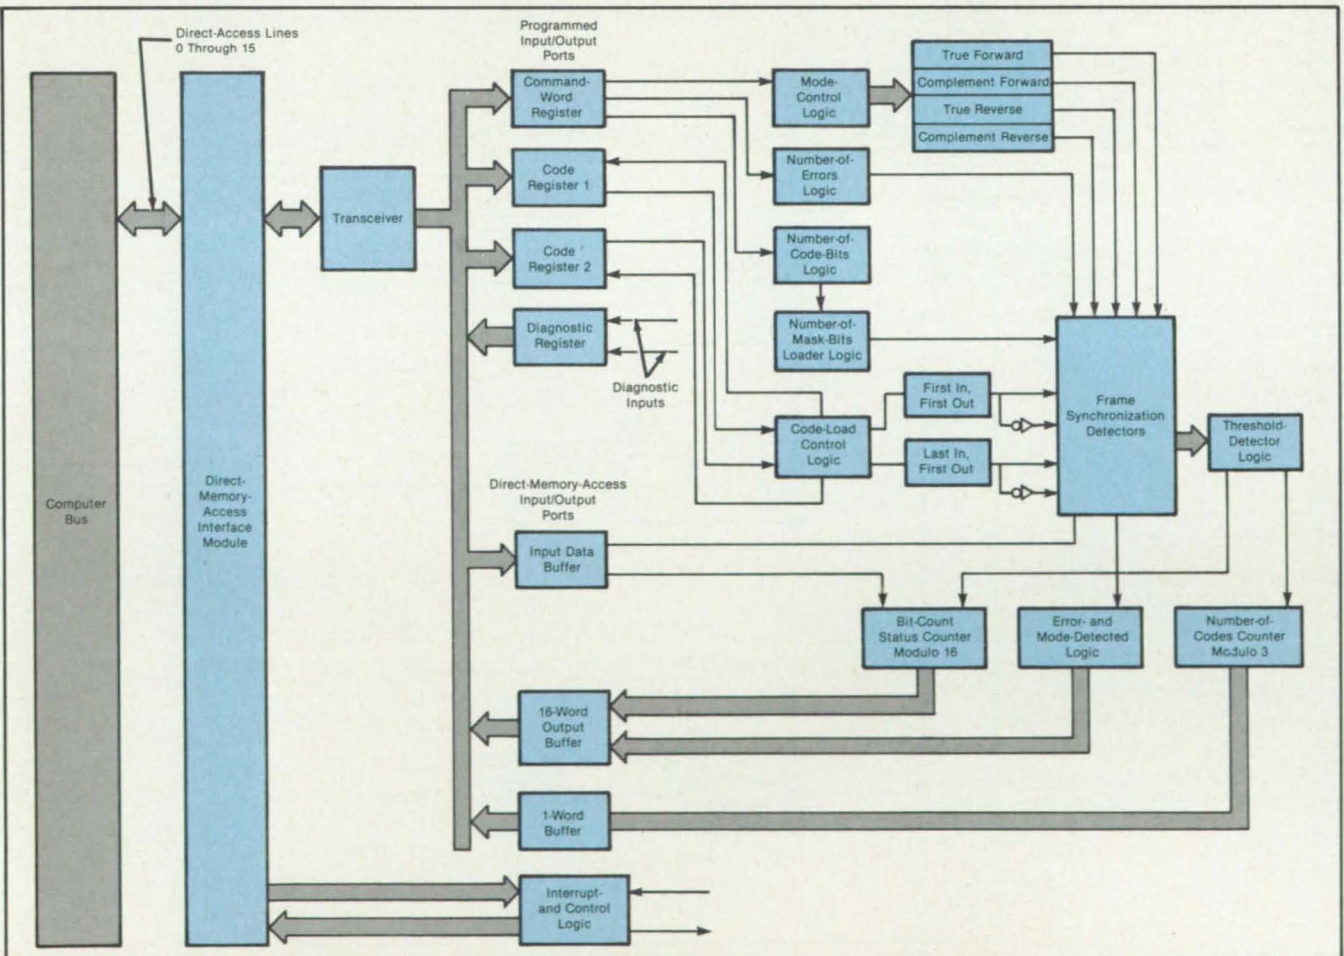 Direct-Access Lines
0 Through 15
Programmed
Input/Output
Ports
Command-
Word
Register
Mode-
Control
Logic
True Forward
Complement Forward
True Reverse
Complement Reverse
Code
Register 1
Number-of-
Errors
Logic
Transceiver
Code
Register 2
Number-of-
Code-Bits
Logic
Diagnostic
Register
Number-of-
Mask-Bits
Loader Logic
Diagnostic
Inputs
First In,
First Out
Frame
Synchronization
Detectors
Code-Load
Control
Logic
Last In,
First Out
Threshold-
Detector
Logic
Computer
Bus
Direct-
Memory-
Access
Interface
Module
Direct-Memory-Access
Input/Output
Ports
Input Data
Buffer
Bit-Count
Status Counter
Modulo 16
Error- and
Mode-Detected
Logic
Number-of-
Codes Counter
Modulo 3
16-Word
Output
Buffer
1-Word
Buffer
Interrupt-
and Control
Logic